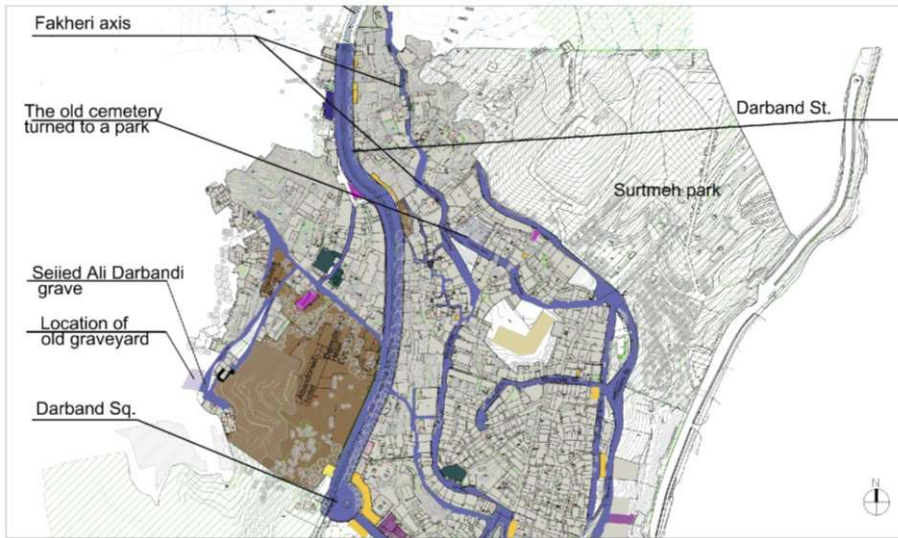 Fakheri axis
The old cemetery
turned to a park
Darband St.
Surtmeh park
Seiied Ali Darbandi
grave
Location of
old graveyard
Darband Sq.
N